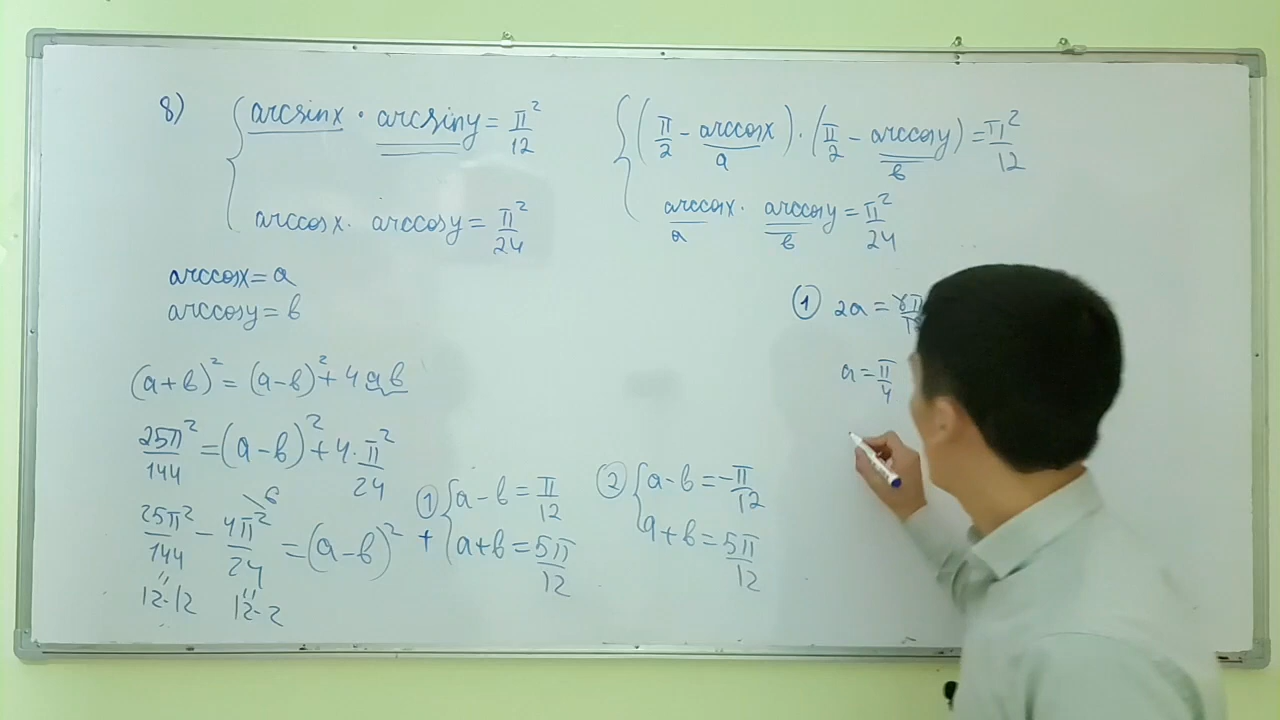 8) { arcsinx · arcsiny = π²/12
arccosx · arccosy = π²/24
arccosx = a
arccosy = b
(a+b)² = (a-b)² + 4ab
25π²/144 = (a-b)² + 4·π²/24
25π²/144 - 4π²/24 = (a-b)²
6
12·12
12·2
① { a-b = π/12
+ a+b = 5π/12
② { a-b = -π/12
a+b = 5π/12
{ (π/2 - arccosx)·(π/2 - arccosy) = π²/12
a b
arccosx · arccosy = π²/24
a b
① 2a =
a = π/4